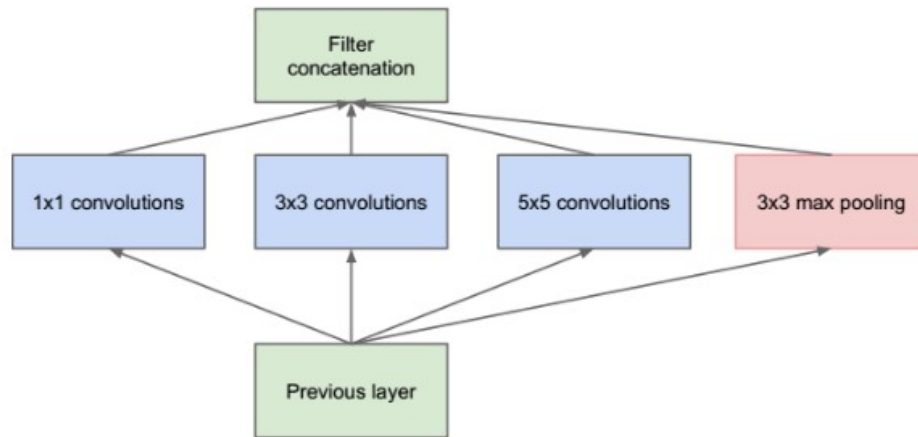 Filter
concatenation
1x1 convolutions
3x3 convolutions
5x5 convolutions
3x3 max pooling
Previous layer